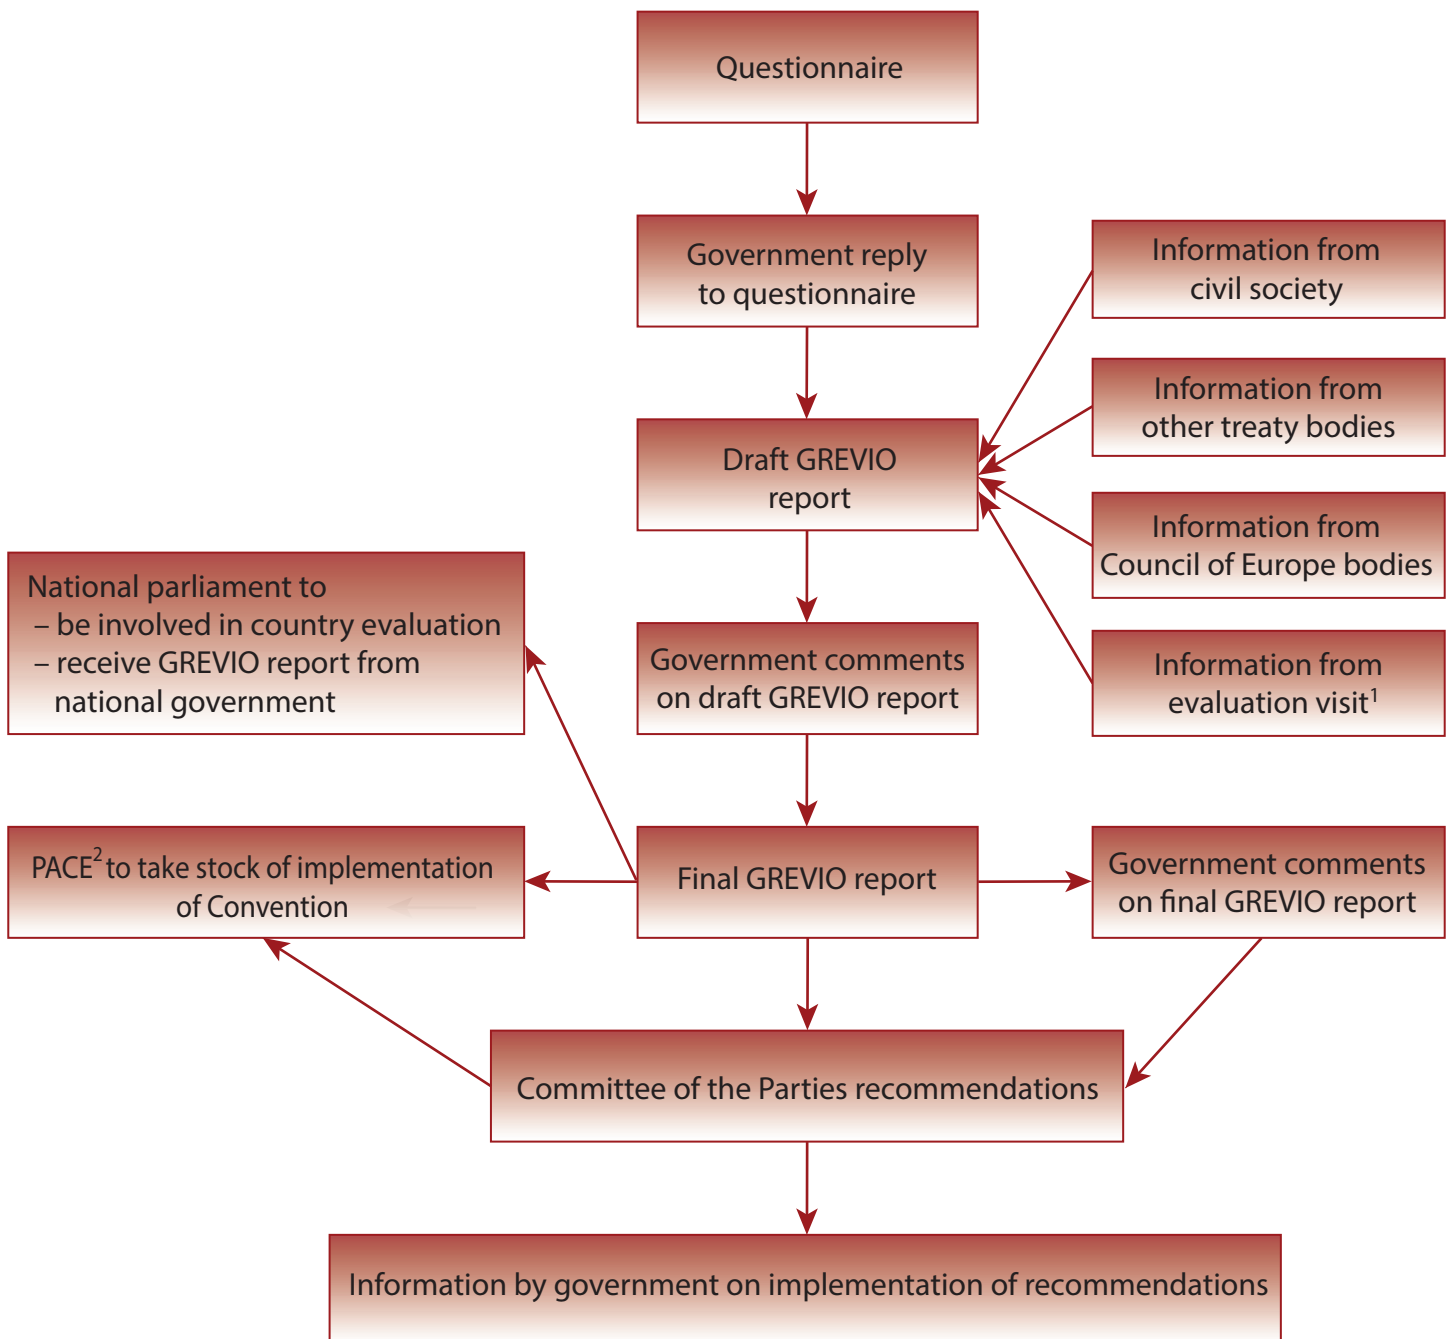 Questionnaire
Government reply
to questionnaire
Information from
civil society
Information from
other treaty bodies
Draft GREVIO
report
Information from
Council of Europe bodies
National parliament to
– be involved in country evaluation
– receive GREVIO report from
national government
Government comments
on draft GREVIO report
Information from
evaluation visit¹
PACE² to take stock of implementation
of Convention
Final GREVIO report
Government comments
on final GREVIO report
Committee of the Parties recommendations
Information by government on implementation of recommendations